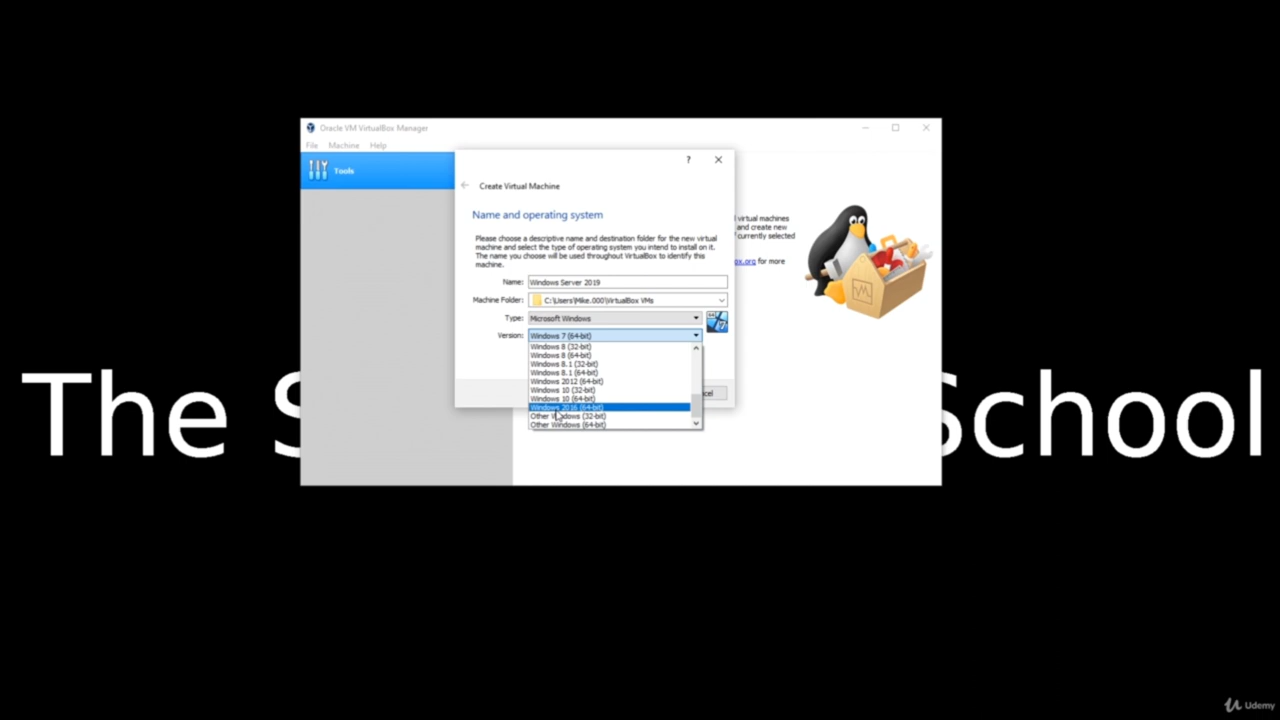 Oracle VM VirtualBox Manager
File Machine Help
Tools
?
Create Virtual Machine
Name and operating system
Please choose a descriptive name and destination folder for the new virtual
machine and select the type of operating system you intend to install on it.
The name you choose will be used throughout VirtualBox to identify this
machine.
virtual machines
and create new
currently selected
ox.org for more
Name: Windows Server 2019
Machine Folder: C:\Users\Mike.000\VirtualBox VMs
Type: Microsoft Windows
64
Version: Windows 7 (64-bit)
Windows 8 (32-bit)
Windows 8 (64-bit)
Windows 8.1 (32-bit)
Windows 8.1 (64-bit)
Windows 2012 (64-bit)
Windows 10 (32-bit)
Windows 10 (64-bit)
Windows 2016 (64-bit)
Other Windows (32-bit)
Other Windows (64-bit)
cel
The S School
Udemy